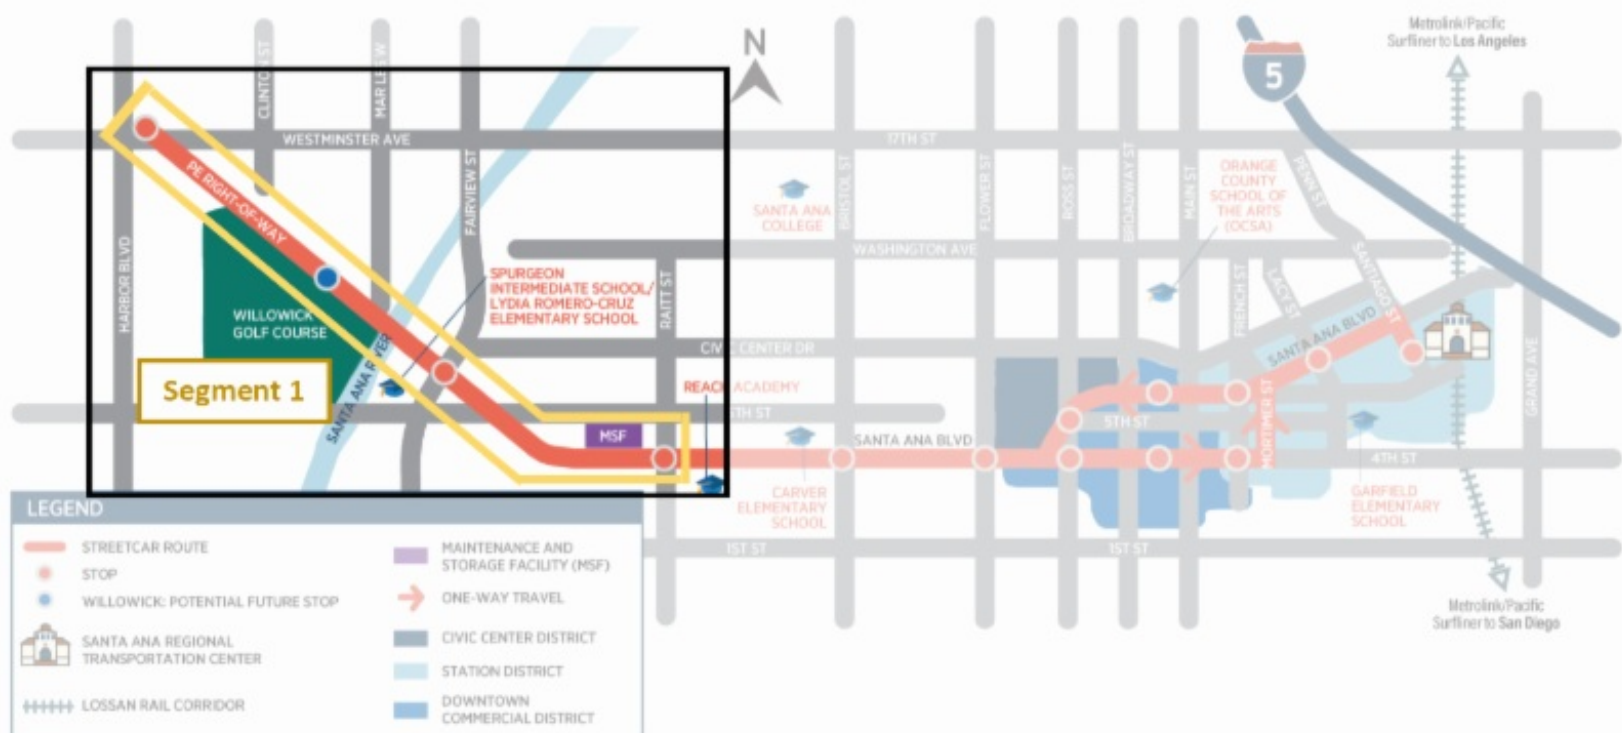 N
Metrolink/Pacific
Surfliner to Los Angeles
5
CLINTON ST
WESTMINSTER AVE
17TH ST
PE RIGHT-OF-WAY
FAIRVIEW ST
HARBOR BLVD
SANTA ANA
COLLEGE
BRISTOL ST
FLOWER ST
ROSS ST
BROADWAY ST
MAIN ST
ORANGE
COUNTY
SCHOOL OF
THE ARTS
(OCSA)
PENN ST
WASHINGTON AVE
SANTIAGO ST
LACY ST
FRENCH ST
RAITT ST
SPURGEON
INTERMEDIATE SCHOOL/
LYDIA ROMERO-CRUZ
ELEMENTARY SCHOOL
WILLOWICK
GOLF COURSE
SANTA ANA RIVER
CIVIC CENTER DR
SANTA ANA BLVD
GRAND AVE
Segment 1
REACH ACADEMY
5TH ST
5TH ST
MORTIMER ST
MSF
SANTA ANA BLVD
4TH ST
CARVER
ELEMENTARY
SCHOOL
GARFIELD
ELEMENTARY
SCHOOL
1ST ST
1ST ST
Metrolink/Pacific
Surfliner to San Diego
LEGEND
STREETCAR ROUTE
STOP
WILLOWICK: POTENTIAL FUTURE STOP
SANTA ANA REGIONAL
TRANSPORTATION CENTER
LOSSAN RAIL CORRIDOR
MAINTENANCE AND
STORAGE FACILITY (MSF)
ONE-WAY TRAVEL
CIVIC CENTER DISTRICT
STATION DISTRICT
DOWNTOWN
COMMERCIAL DISTRICT